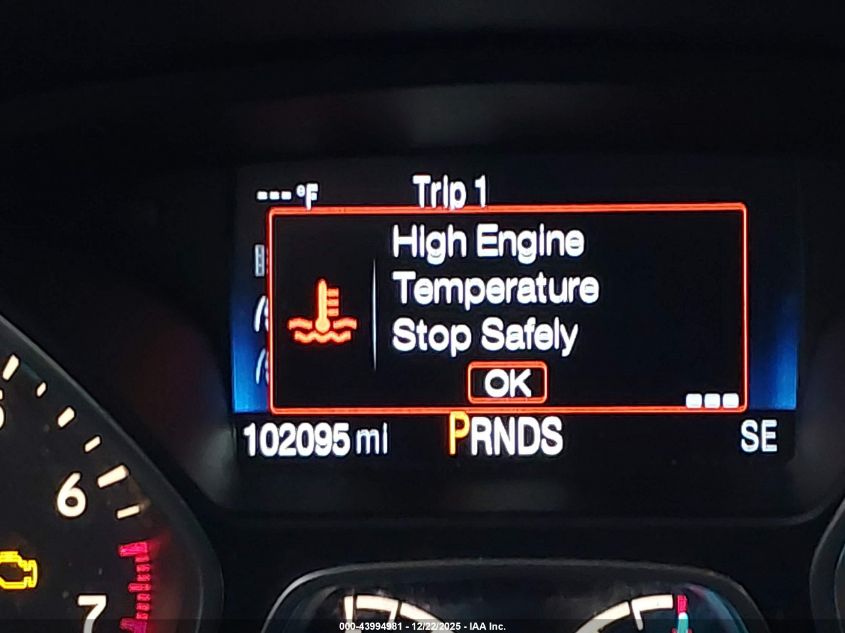 ---°F Trip 1
High Engine
Temperature
Stop Safely
OK
102095 mi PRNDS SE
6
7
000-43994981 - 12/22/2025 - IAA Inc.